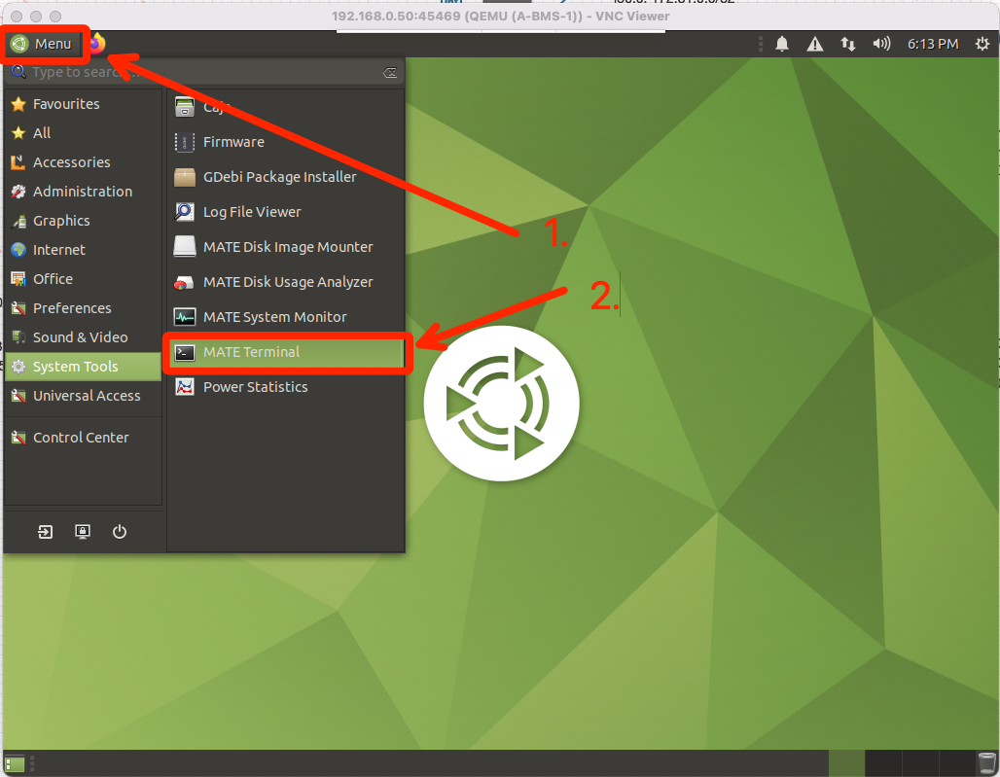 192.168.0.50:45469 (QEMU (A-BMS-1)) - VNC Viewer
Menu
6:13 PM
Type to search...
Favourites
All
Accessories
Administration
Graphics
Internet
Office
Preferences
Sound & Video
System Tools
Universal Access
Control Center
Caja
Firmware
GDebi Package Installer
Log File Viewer
MATE Disk Image Mounter
MATE Disk Usage Analyzer
MATE System Monitor
MATE Terminal
Power Statistics
1.
2.